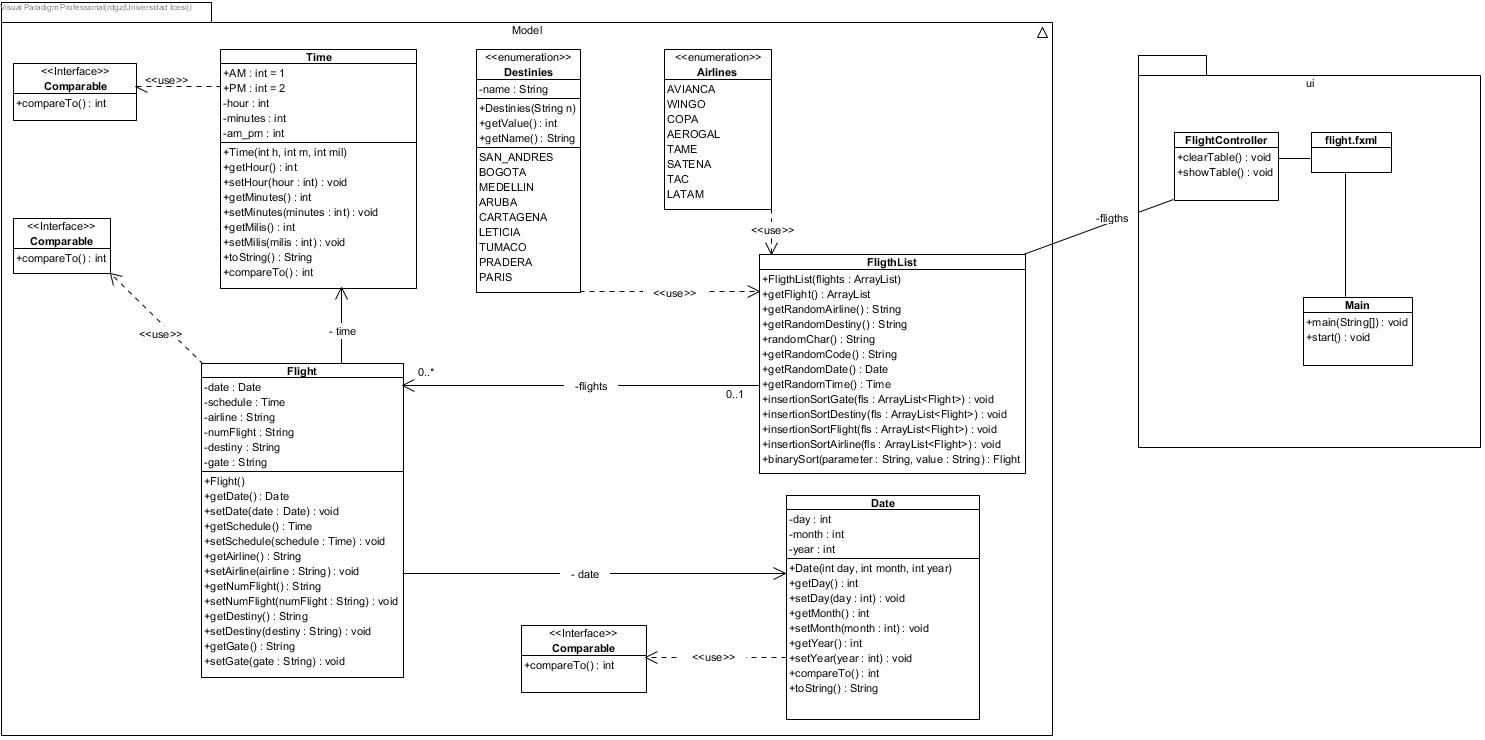 Visual Paradigm Professional(rdgz(Universidad Icesi))
Model
<<Interface>>
Comparable
+compareTo() : int
<<use>>
Time
+AM : int = 1
+PM : int = 2
-hour : int
-minutes : int
-am_pm : int
+Time(int h, int m, int mil)
+getHour() : int
+setHour(hour : int) : void
+getMinutes() : int
+setMinutes(minutes : int) : void
+getMilis() : int
+setMilis(milis : int) : void
+toString() : String
+compareTo() : int
<<enumeration>>
Destinies
-name : String
+Destinies(String n)
+getValue() : int
+getName() : String
SAN_ANDRES
BOGOTA
MEDELLIN
ARUBA
CARTAGENA
LETICIA
TUMACO
PRADERA
PARIS
<<enumeration>>
Airlines
AVIANCA
WINGO
COPA
AEROGAL
TAME
SATENA
TAC
LATAM
<<use>>
<<use>>
<<Interface>>
Comparable
+compareTo() : int
<<use>>
- time
FligthList
+FligthList(flights : ArrayList)
+getFlight() : ArrayList
+getRandomAirline() : String
+getRandomDestiny() : String
+randomChar() : String
+getRandomCode() : String
+getRandomDate() : Date
+getRandomTime() : Time
+insertionSortGate(fls : ArrayList<Flight>) : void
+insertionSortDestiny(fls : ArrayList<Flight>) : void
+insertionSortFlight(fls : ArrayList<Flight>) : void
+insertionSortAirline(fls : ArrayList<Flight>) : void
+binarySort(parameter : String, value : String) : Flight
Flight
-date : Date
-schedule : Time
-airline : String
-numFlight : String
-destiny : String
-gate : String
+Flight()
+getDate() : Date
+setDate(date : Date) : void
+getSchedule() : Time
+setSchedule(schedule : Time) : void
+getAirline() : String
+setAirline(airline : String) : void
+getNumFlight() : String
+setNumFlight(numFlight : String) : void
+getDestiny() : String
+setDestiny(destiny : String) : void
+getGate() : String
+setGate(gate : String) : void
0..*
-flights
0..1
- date
Date
-day : int
-month : int
-year : int
+Date(int day, int month, int year)
+getDay() : int
+setDay(day : int) : void
+getMonth() : int
+setMonth(month : int) : void
+getYear() : int
+setYear(year : int) : void
+compareTo() : int
+toString() : String
<<Interface>>
Comparable
+compareTo() : int
<<use>>
-fligths
ui
FlightController
+clearTable() : void
+showTable() : void
flight.fxml
Main
+main(String[]) : void
+start() : void